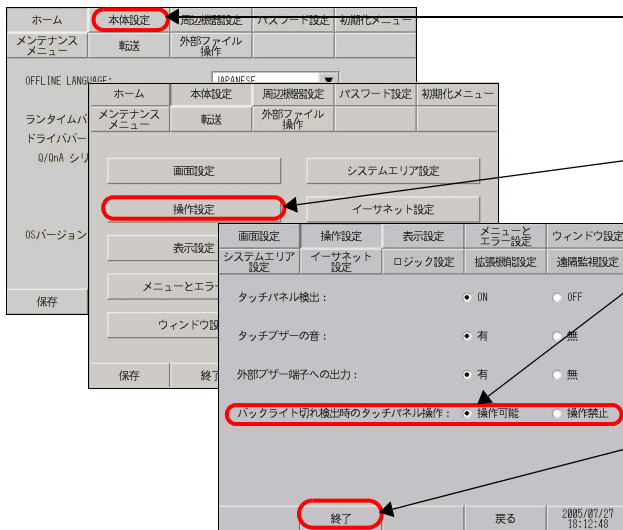 ホーム 本体設定 周辺機器設定 パスワード設定 初期化メニュー
メンテナンス
メニュー 転送 外部ファイル
操作
OFFLINE LANGUAGE: JAPANESE
ランタイムバ
ドライババー
Q/QnA シリ
OSバージョン
保存
ホーム 本体設定 周辺機器設定 パスワード設定 初期化メニュー
メンテナンス
メニュー 転送 外部ファイル
操作
画面設定 システムエリア設定
操作設定 イーサネット設定
表示設定
メニューとエラー
ウィンドウ設
保存 終了
画面設定 操作設定 表示設定 メニューと
エラー設定 ウィンドウ設定
システムエリア
設定 イーサネット
設定 ロジック設定 拡張機能設定 遠隔監視設定
タッチパネル検出: ON OFF
タッチブザーの音: 有 無
外部ブザー端子への出力: 有 無
バックライト切れ検出時のタッチパネル操作: 操作可能 操作禁止
終了 戻る 2005/07/27
18:12:48